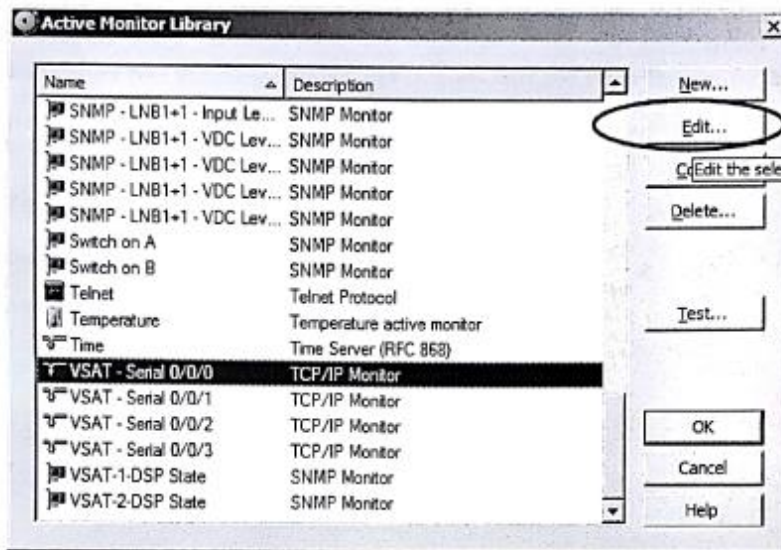 Active Monitor Library
Name Description
SNMP - LNB1+1 - Input Le... SNMP Monitor
SNMP - LNB1+1 - VDC Lev... SNMP Monitor
SNMP - LNB1+1 - VDC Lev... SNMP Monitor
SNMP - LNB1+1 - VDC Lev... SNMP Monitor
SNMP - LNB1+1 - VDC Lev... SNMP Monitor
Switch on A SNMP Monitor
Switch on B SNMP Monitor
Telnet Telnet Protocol
Temperature Temperature active monitor
Time Time Server (RFC 868)
VSAT - Serial 0/0/0 TCP/IP Monitor
VSAT - Serial 0/0/1 TCP/IP Monitor
VSAT - Serial 0/0/2 TCP/IP Monitor
VSAT - Serial 0/0/3 TCP/IP Monitor
VSAT-1-DSP State SNMP Monitor
VSAT-2-DSP State SNMP Monitor
New...
Edit...
Edit the sele
Delete...
Test...
OK
Cancel
Help